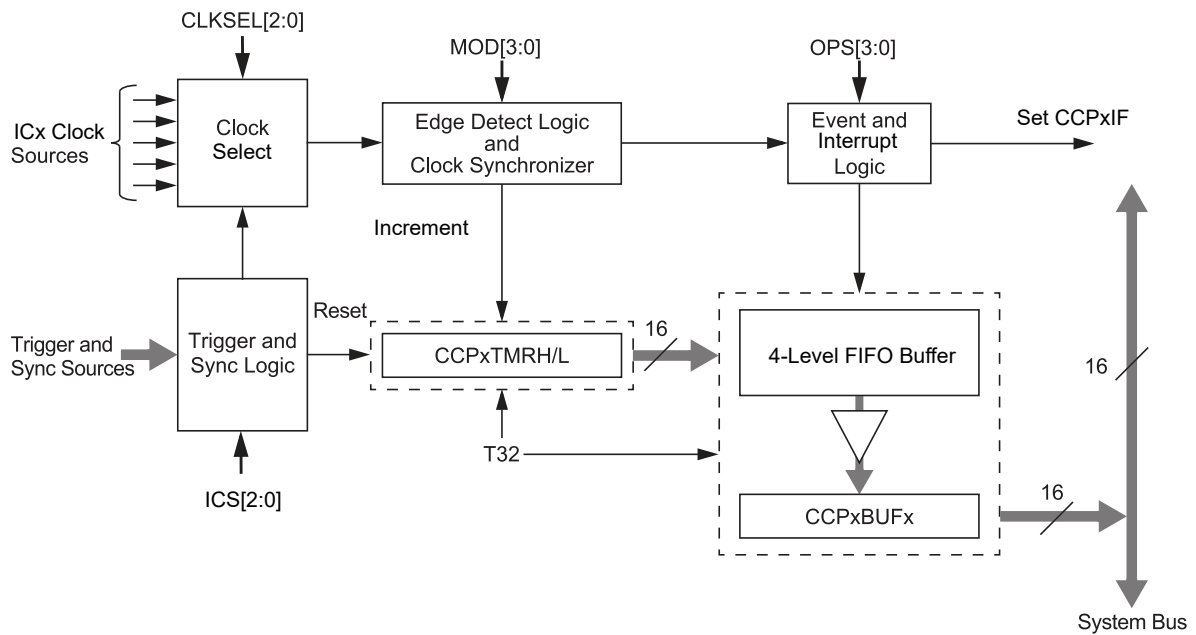 CLKSEL[2:0]
MOD[3:0]
OPS[3:0]
ICx Clock
Sources
Clock
Select
Edge Detect Logic
and
Clock Synchronizer
Event and
Interrupt
Logic
Set CCPxIF
Increment
Reset
Trigger and
Sync Sources
Trigger and
Sync Logic
CCPxTMRH/L
16
4-Level FIFO Buffer
16
T32
ICS[2:0]
CCPxBUFx
16
System Bus